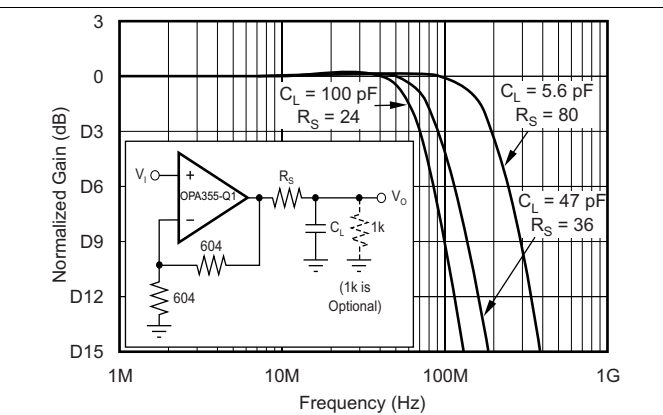 3
0
D3
D6
D9
D12
D15
Normalized Gain (dB)
C_L = 100 pF
R_S = 24
C_L = 5.6 pF
R_S = 80
C_L = 47 pF
R_S = 36
V_I
+
OPA355-Q1
−
R_S
V_O
C_L
1k
604
604
(1k is
Optional)
1M
10M
100M
1G
Frequency (Hz)